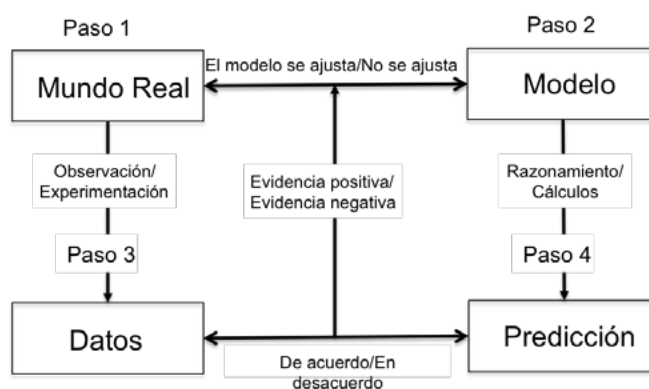 Paso 1
Paso 2
El modelo se ajusta/No se ajusta
Mundo Real
Modelo
Observación/
Experimentación
Evidencia positiva/
Evidencia negativa
Razonamiento/
Cálculos
Paso 3
Paso 4
Datos
Predicción
De acuerdo/En
desacuerdo